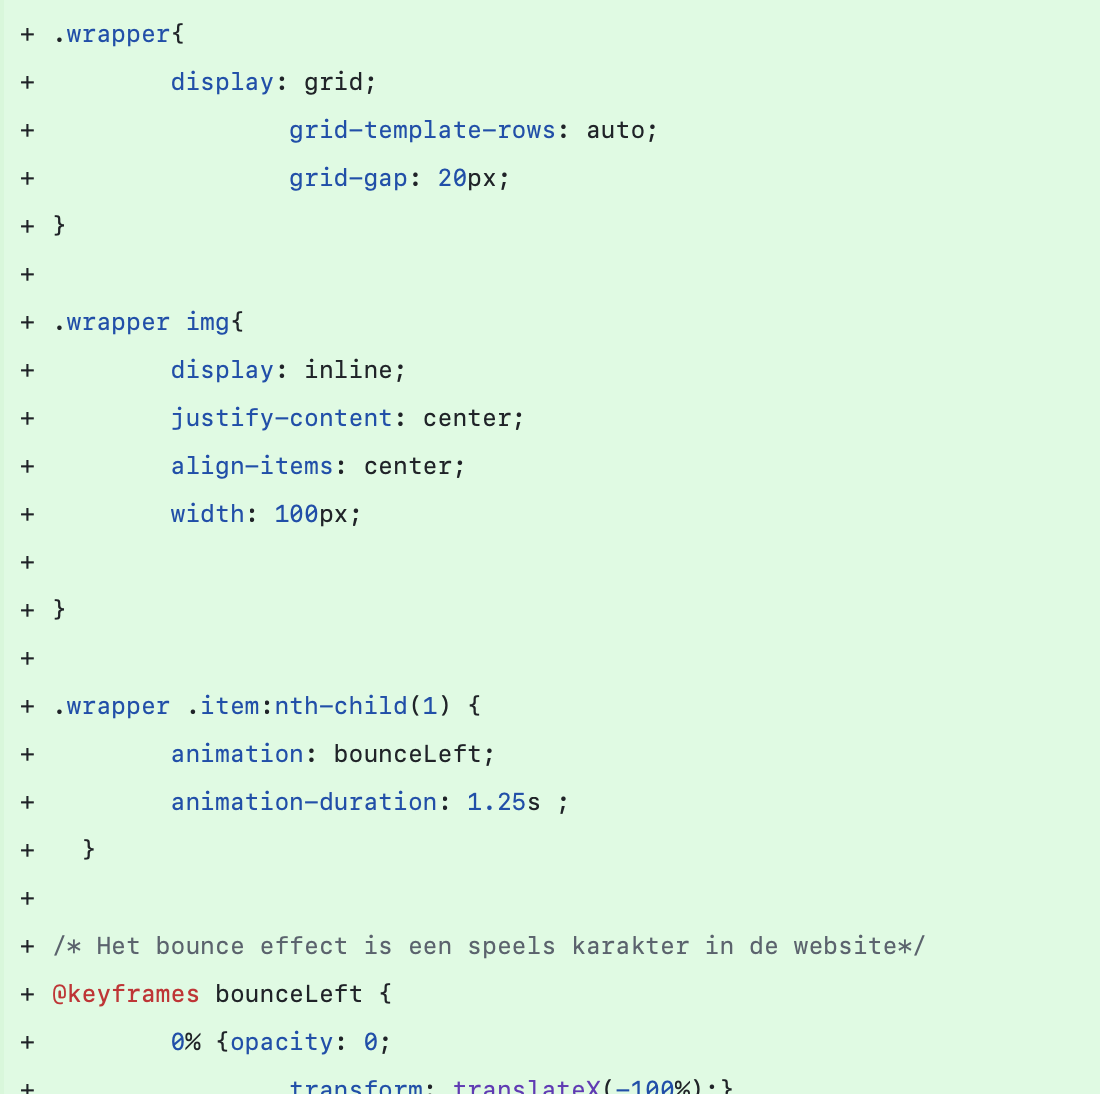 + .wrapper{
+         display: grid;
+                 grid-template-rows: auto;
+                 grid-gap: 20px;
+ }
+
+ .wrapper img{
+         display: inline;
+         justify-content: center;
+         align-items: center;
+         width: 100px;
+
+ }
+
+ .wrapper .item:nth-child(1) {
+         animation: bounceLeft;
+         animation-duration: 1.25s ;
+   }
+
+ /* Het bounce effect is een speels karakter in de website*/
+ @keyframes bounceLeft {
+         0% {opacity: 0;
+                 transform: translateX(-100%);}